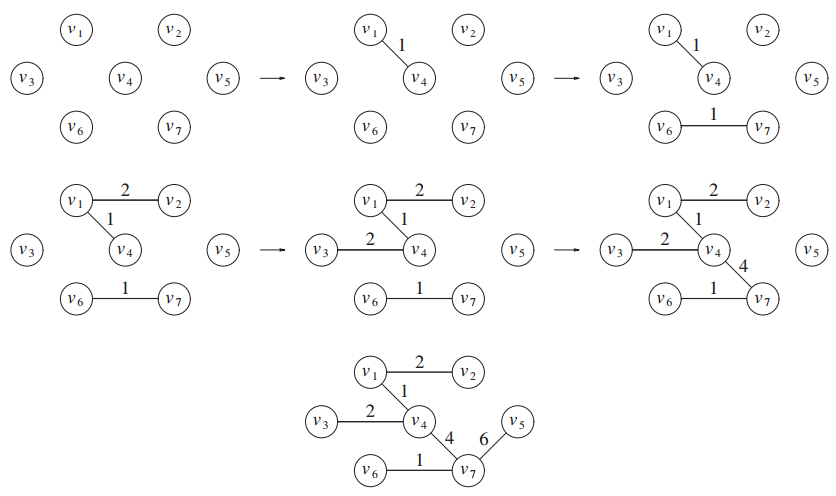 v1 v2 v1 v2 v1 v2
1 1
v3 v4 v5 v3 v4 v5 v3 v4 v5
1
v6 v7 v6 v7 v6 v7
2 2 2
v1 v2 v1 v2 v1 v2
1 1 1
2 2
v3 v4 v5 v3 v4 v5 v3 v4 v5
4
1 1 1
v6 v7 v6 v7 v6 v7
2
v1 v2
1
2
v3 v4 v5
4 6
1
v6 v7